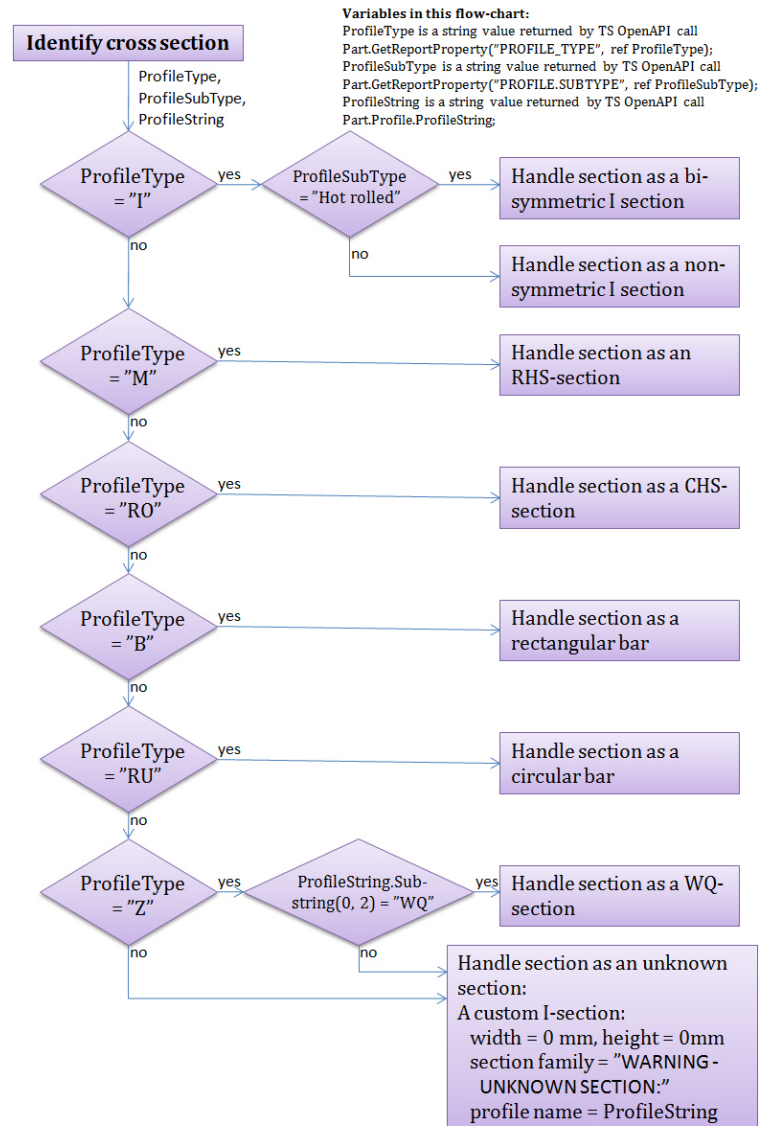 Variables in this flow-chart:
ProfileType is a string value returned by TS OpenAPI call
Part.GetReportProperty("PROFILE_TYPE", ref ProfileType);
ProfileSubType is a string value returned by TS OpenAPI call
Part.GetReportProperty("PROFILE.SUBTYPE", ref ProfileSubType);
ProfileString is a string value returned by TS OpenAPI call
Part.Profile.ProfileString;
Identify cross section
ProfileType,
ProfileSubType,
ProfileString
ProfileType
= ”I”
yes
ProfileSubType
= ”Hot rolled”
yes
Handle section as a bi-
symmetric I section
no
no
Handle section as a non-
symmetric I section
ProfileType
= ”M”
yes
Handle section as an
RHS-section
no
ProfileType
= ”RO”
yes
Handle section as a CHS-
section
no
ProfileType
= ”B”
yes
Handle section as a
rectangular bar
no
ProfileType
= ”RU”
yes
Handle section as a
circular bar
no
ProfileType
= ”Z”
yes
ProfileString.Sub-
string(0, 2) = ”WQ”
yes
Handle section as a WQ-
section
no
no
Handle section as an unknown
section:
A custom I-section:
width = 0 mm, height = 0mm
section family = ”WARNING -
UNKNOWN SECTION:”
profile name = ProfileString